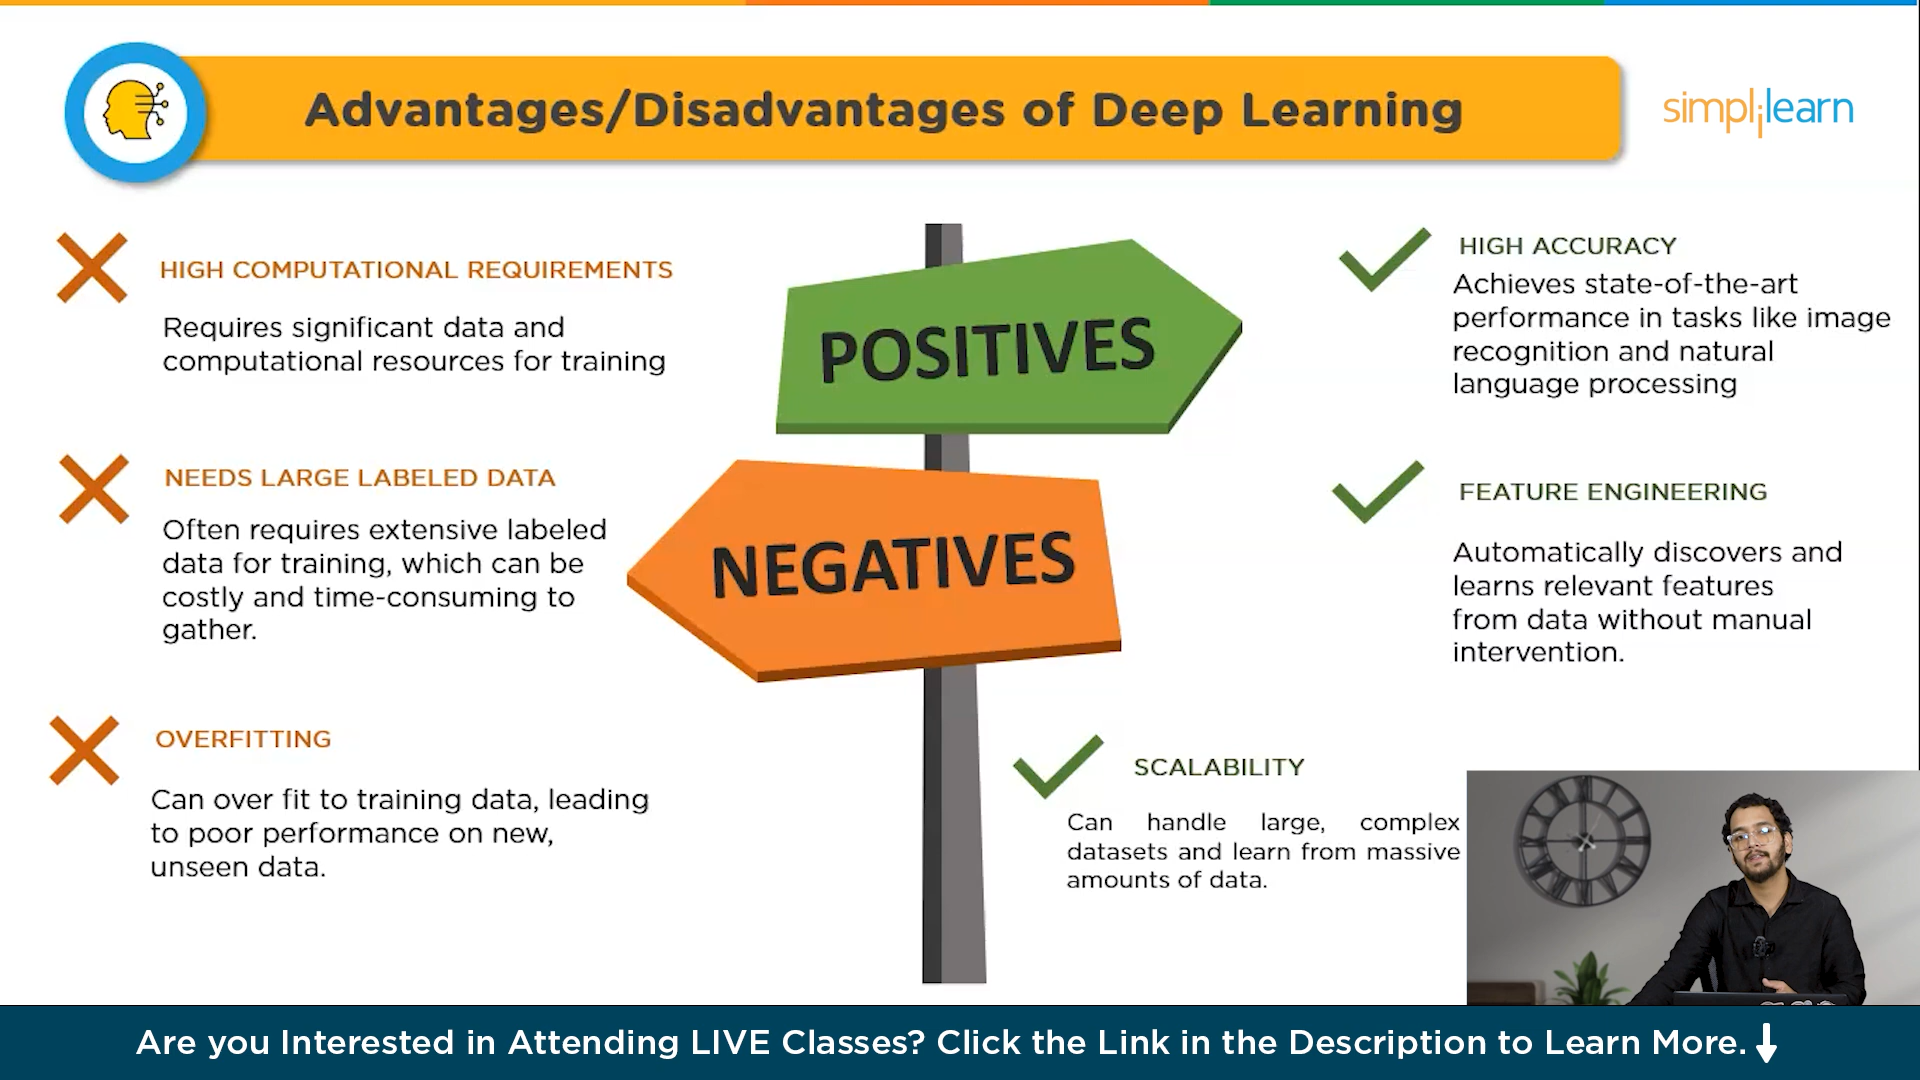 Advantages/Disadvantages of Deep Learning
simplilearn
HIGH COMPUTATIONAL REQUIREMENTS
Requires significant data and
computational resources for training
NEEDS LARGE LABELED DATA
Often requires extensive labeled
data for training, which can be
costly and time-consuming to
gather.
OVERFITTING
Can over fit to training data, leading
to poor performance on new,
unseen data.
POSITIVES
NEGATIVES
HIGH ACCURACY
Achieves state-of-the-art
performance in tasks like image
recognition and natural
language processing
FEATURE ENGINEERING
Automatically discovers and
learns relevant features
from data without manual
intervention.
SCALABILITY
Can handle large, complex
datasets and learn from massive
amounts of data.
Are you Interested in Attending LIVE Classes? Click the Link in the Description to Learn More.